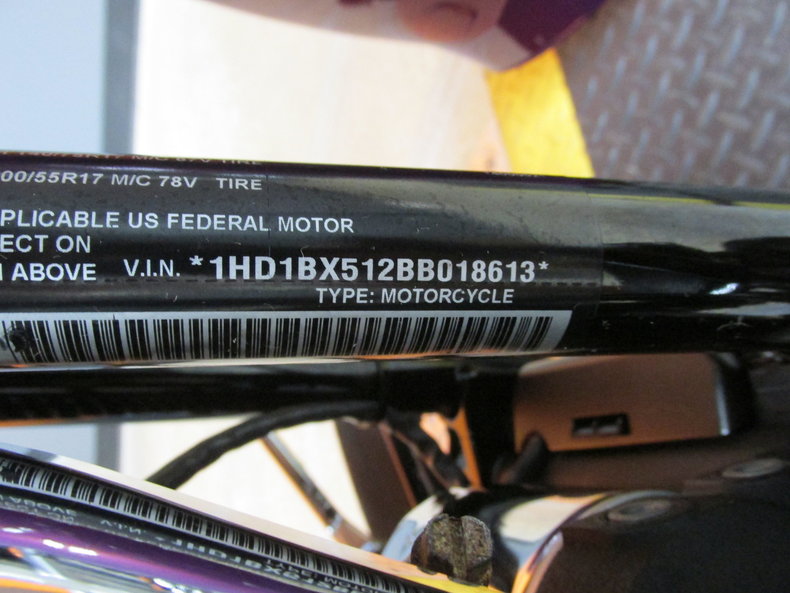 00/55R17 M/C 78V TIRE
PLICABLE US FEDERAL MOTOR
ECT ON
ABOVE V.I.N. *1HD1BX512BB018613*
TYPE: MOTORCYCLE